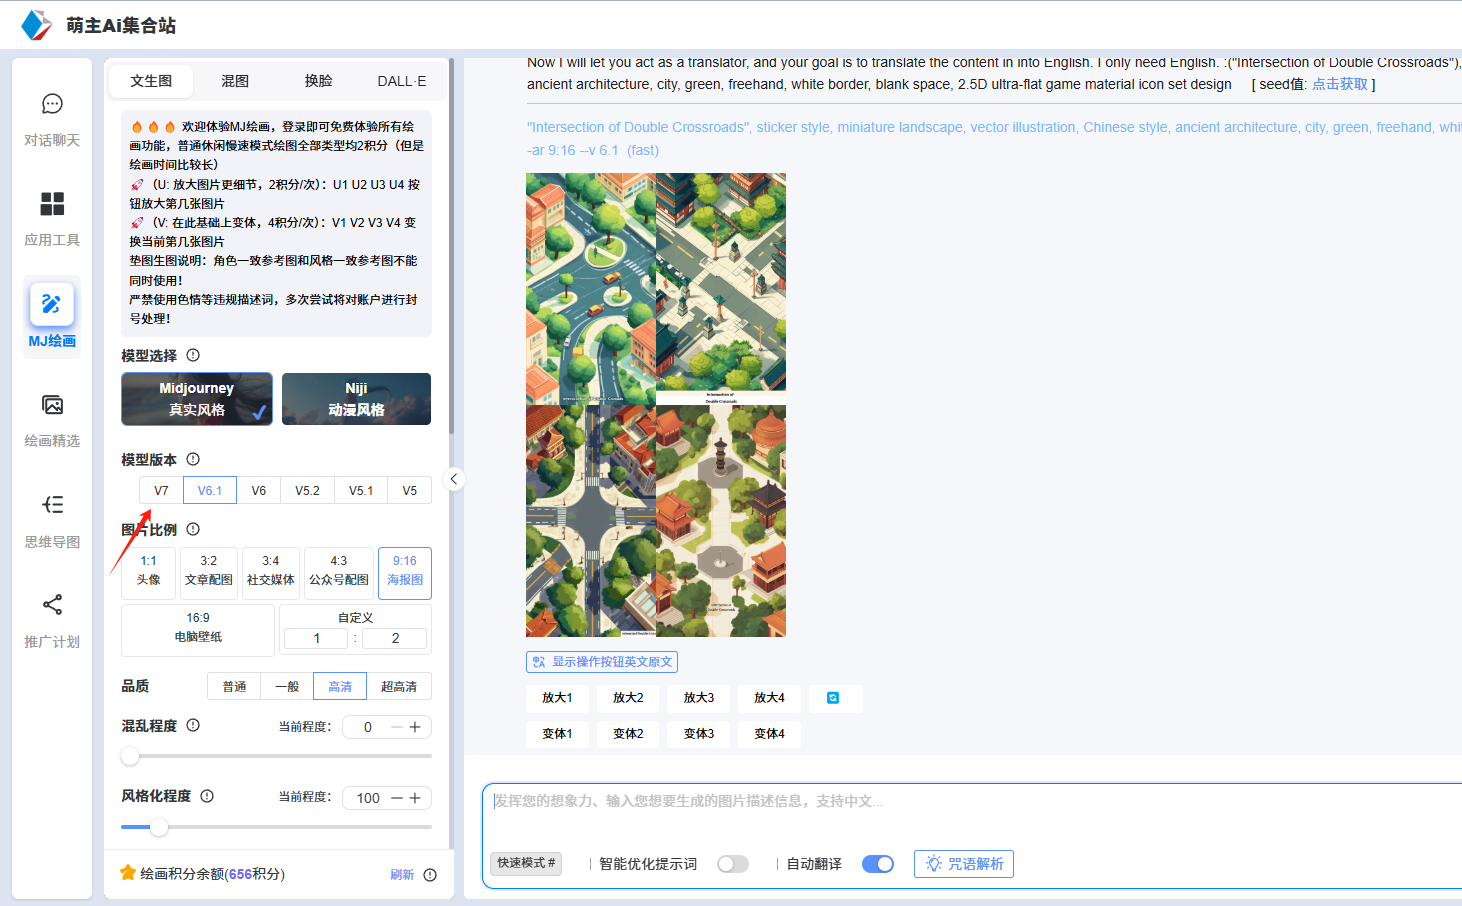 萌主Ai集合站
对话聊天
应用工具
MJ绘画
绘画精选
思维导图
推广计划
文生图
混图
换脸
DALL·E
欢迎体验MJ绘画，登录即可免费体验所有绘
画功能，普通休闲慢速模式绘图全部类型均2积分（但是
绘画时间比较长）
（U: 放大图片更细节，2积分/次）：U1 U2 U3 U4 按
钮放大第几张图片
（V: 在此基础上变体，4积分/次）：V1 V2 V3 V4 变
换当前第几张图片
垫图生图说明：角色一致参考图和风格一致参考图不能
同时使用！
严禁使用色情等违规描述词，多次尝试将对账户进行封
号处理！
模型选择
Midjourney
真实风格
Niji
动漫风格
模型版本
V7
V6.1
V6
V5.2
V5.1
V5
图片比例
1:1
头像
3:2
文章配图
3:4
社交媒体
4:3
公众号配图
9:16
海报图
16:9
电脑壁纸
自定义
1 : 2
品质
普通
一般
高清
超高清
混乱程度
当前程度：
0
风格化程度
当前程度：
100
绘画积分余额(656积分)
刷新
Now I will let you act as a translator, and your goal is to translate the content in into English. I only need English. :("Intersection of Double Crossroads"),
ancient architecture, city, green, freehand, white border, blank space, 2.5D ultra-flat game material icon set design [ seed值: 点击获取 ]
"Intersection of Double Crossroads", sticker style, miniature landscape, vector illustration, Chinese style, ancient architecture, city, green, freehand, whi
-ar 9:16 --v 6.1 (fast)
Intersection of
Double Crossroads
显示操作按钮英文原文
放大1
放大2
放大3
放大4
变体1
变体2
变体3
变体4
发挥您的想象力、输入您想要生成的图片描述信息，支持中文...
快速模式 #
智能优化提示词
自动翻译
咒语解析